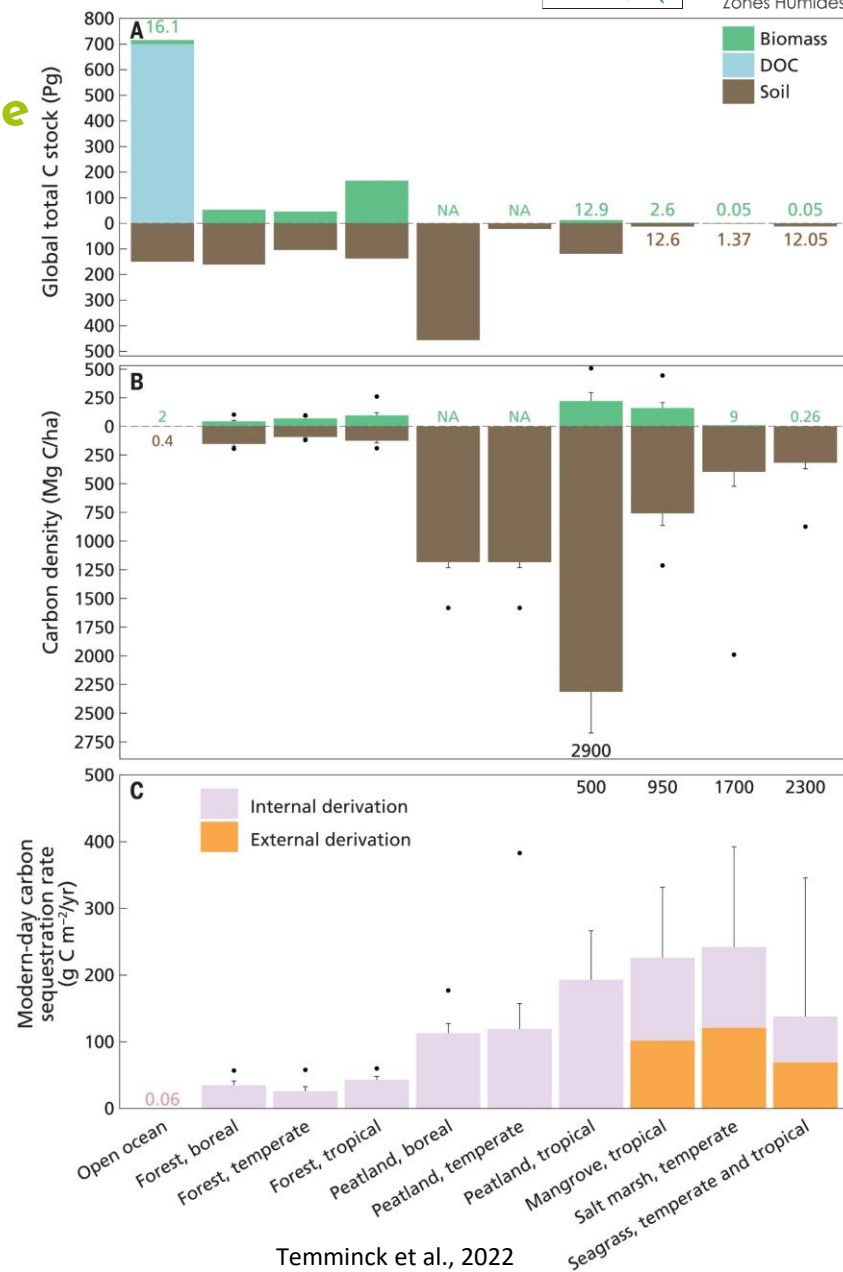 Zones Humides
e
A
16.1
Biomass
DOC
Soil
Global total C stock (Pg)
800
700
600
500
400
300
200
100
0
100
200
300
400
500
NA NA 12.9 2.6 0.05 0.05
12.6 1.37 12.05
B
Carbon density (Mg C/ha)
500
250
0
250
500
750
1000
1250
1500
1750
2000
2250
2500
2750
2 NA NA 9 0.26
0.4
2900
C
500 950 1700 2300
Internal derivation
External derivation
Modern-day carbon
sequestration rate
(g C m⁻²/yr)
500
400
300
200
100
0
0.06
Open ocean
Forest, boreal
Forest, temperate
Forest, tropical
Peatland, boreal
Peatland, temperate
Peatland, tropical
Mangrove, tropical
Salt marsh, temperate
Seagrass, temperate and tropical
Temminck et al., 2022